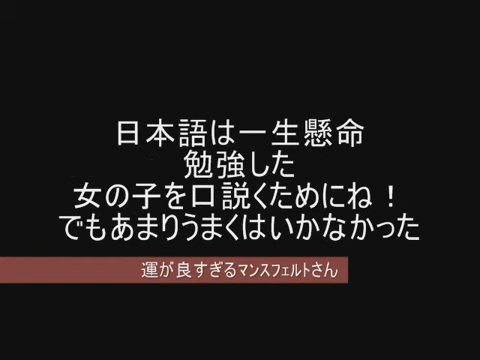 日本語は一生懸命
勉強した
女の子を口説くためにね！
でもあまりうまくはいかなかった
運が良すぎるﾏﾝｽﾌｪﾙﾄさん